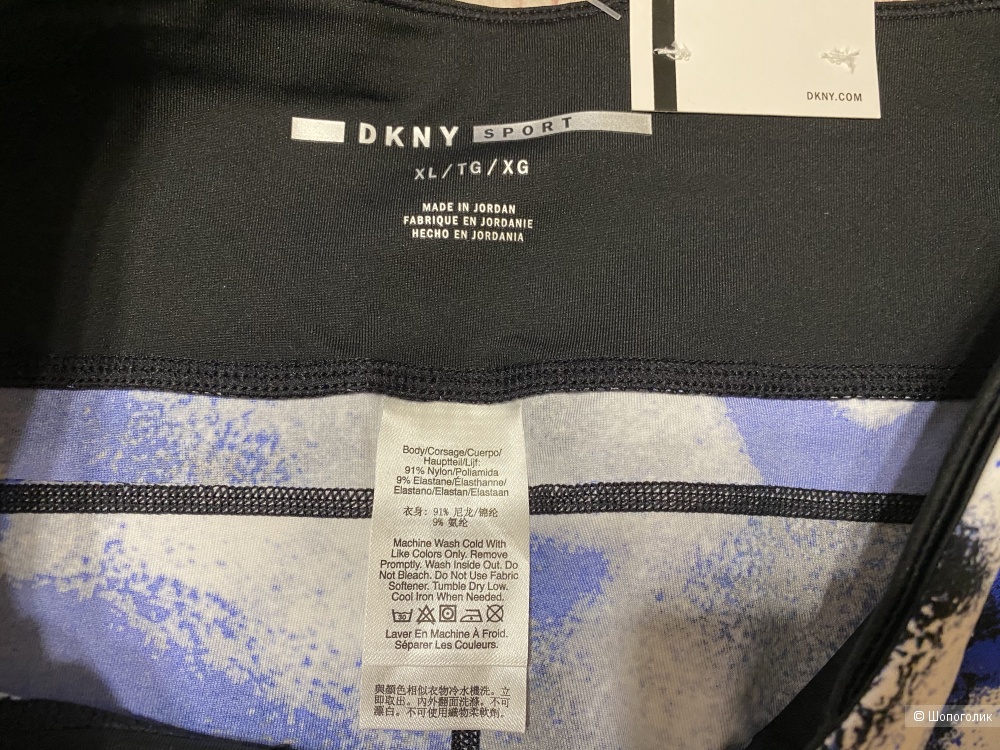 DKNY.COM
DKNY SPORT
XL/TG/XG
MADE IN JORDAN
FABRIQUE EN JORDANIE
HECHO EN JORDANIA
Body/Corsage/Cuerpo/
Hauptteil/Lijf:
91% Nylon/Poliamida
9% Elastane/Élasthanne/
Elastano/Elastan/Elastaan
衣身: 91% 尼龙/锦纶
9% 氨纶
Machine Wash Cold With
Like Colors Only. Remove
Promptly. Wash Inside Out. Do
Not Bleach. Do Not Use Fabric
Softener. Tumble Dry Low.
Cool Iron When Needed.
30
Laver En Machine À Froid.
Séparer Les Couleurs.
與顏色相似衣物冷水機洗。立
即取出。內外翻面洗滌。不可
漂白。不可使用織物柔軟劑。
© Шопоголик